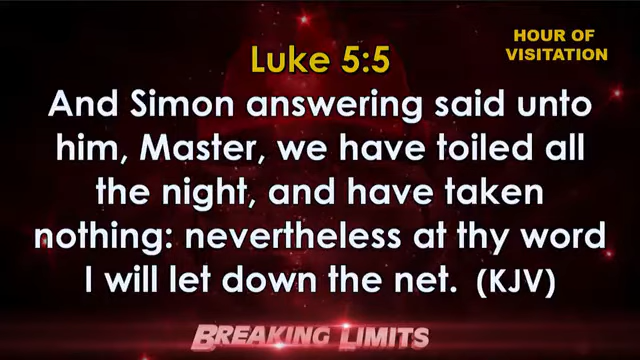 HOUR OF
VISITATION
Luke 5:5
And Simon answering said unto
him, Master, we have toiled all
the night, and have taken
nothing: nevertheless at thy word
I will let down the net. (KJV)
BREAKING LIMITS